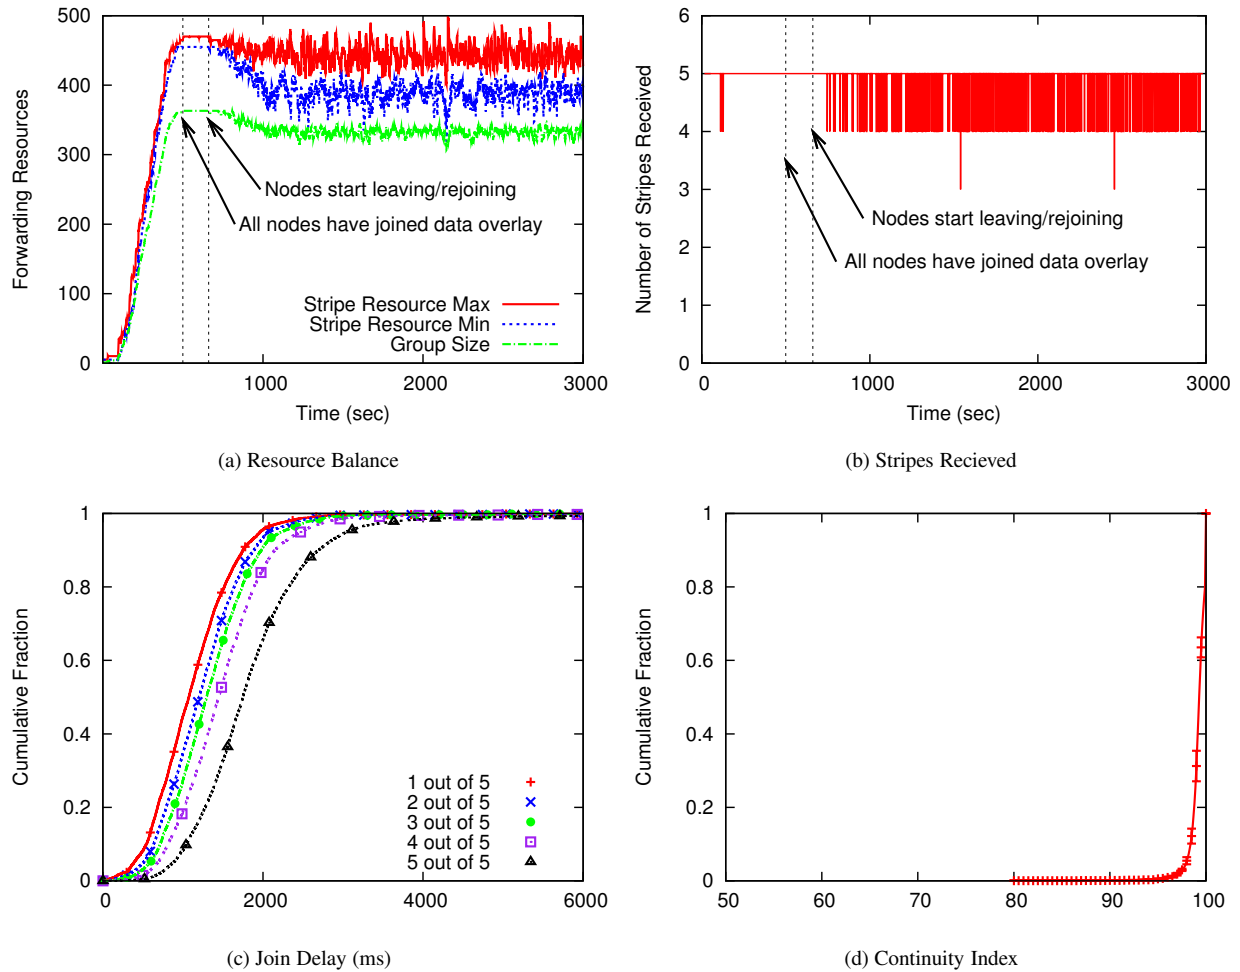 500
400
300
200
100
0
Forwarding Resources
Nodes start leaving/rejoining
All nodes have joined data overlay
Stripe Resource Max
Stripe Resource Min
Group Size
0
1000
2000
3000
Time (sec)
(a) Resource Balance
6
5
4
3
2
1
0
Number of Stripes Received
Nodes start leaving/rejoining
All nodes have joined data overlay
0
1000
2000
3000
Time (sec)
(b) Stripes Recieved
1
0.8
0.6
0.4
0.2
0
Cumulative Fraction
1 out of 5
2 out of 5
3 out of 5
4 out of 5
5 out of 5
0
2000
4000
6000
(c) Join Delay (ms)
1
0.8
0.6
0.4
0.2
0
Cumulative Fraction
50
60
70
80
90
100
(d) Continuity Index